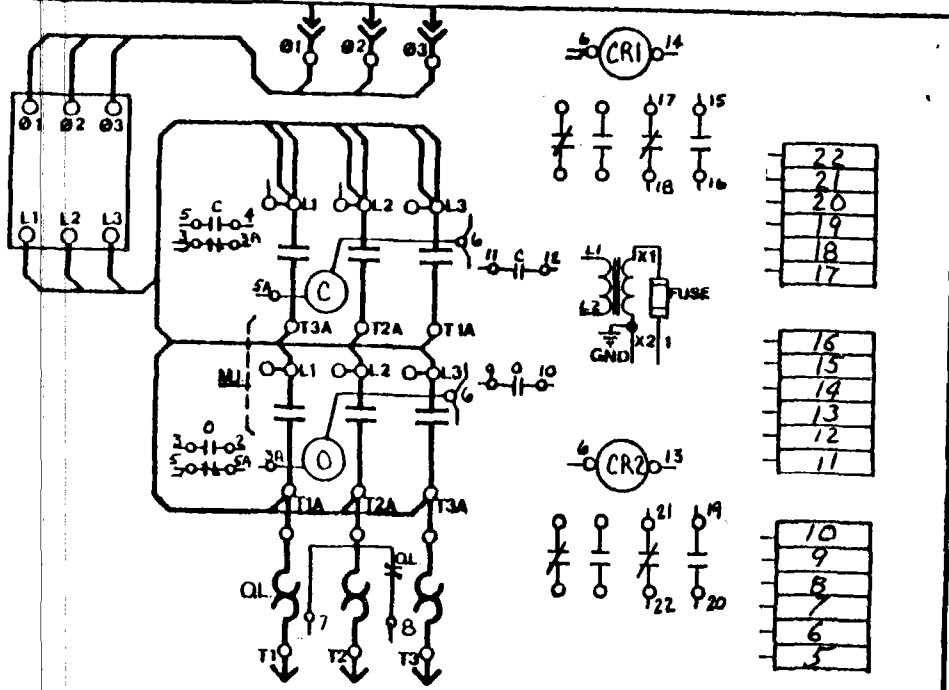 Ø1 Ø2 Ø3
6 CR1 14
Ø1 Ø2 Ø3
17 15
18 16
L1 L2 L3
L1 L2 L3
5 C 4
3 3A
6
11 C 12
5A C
L1 X1
FUSE
L2
GND X2 1
T3A T2A T1A
MI
L1 L2 L3
6
9 O 10
3 O 2
5 5A
3A O
6 CR2 13
T1A T2A T3A
21 19
22 20
OL
OL
7 8
T1 T2 T3
22
21
20
19
18
17
16
15
14
13
12
11
10
9
8
7
6
5